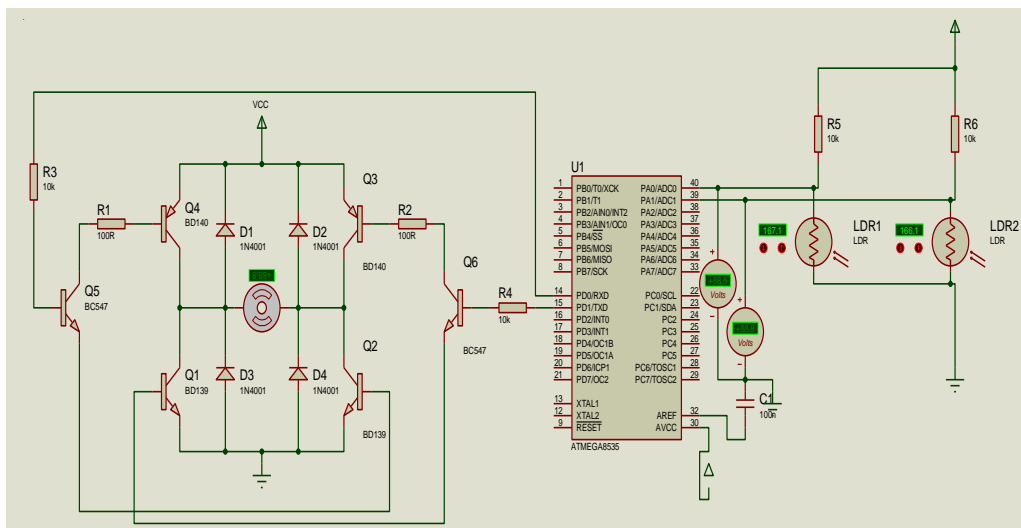 VCC
R3
10k
R1
100R
Q4
BD140
D1
1N4001
D2
1N4001
Q3
BD140
R2
100R
Q5
BC547
Q6
BC547
R4
10k
Q1
BD139
D3
1N4001
D4
1N4001
Q2
BD139
U1
1 PB0/T0/XCK PA0/ADC0 40
2 PB1/T1 PA1/ADC1 39
3 PB2/AIN0/INT2 PA2/ADC2 38
4 PB3/AIN1/OC0 PA3/ADC3 37
5 PB4/SS PA4/ADC4 36
6 PB5/MOSI PA5/ADC5 35
7 PB6/MISO PA6/ADC6 34
8 PB7/SCK PA7/ADC7 33
14 PD0/RXD PC0/SCL 22
15 PD1/TXD PC1/SDA 23
16 PD2/INT0 PC2 24
17 PD3/INT1 PC3 25
18 PD4/OC1B PC4 26
19 PD5/OC1A PC5 27
20 PD6/ICP1 PC6/TOSC1 28
21 PD7/OC2 PC7/TOSC2 29
13 XTAL1
12 XTAL2 AREF 32
9 RESET AVCC 30
ATMEGA8535
R5
10k
R6
10k
167.1
LDR1
LDR
166.1
LDR2
LDR
+
Volts
-
+
Volts
-
C1
100n